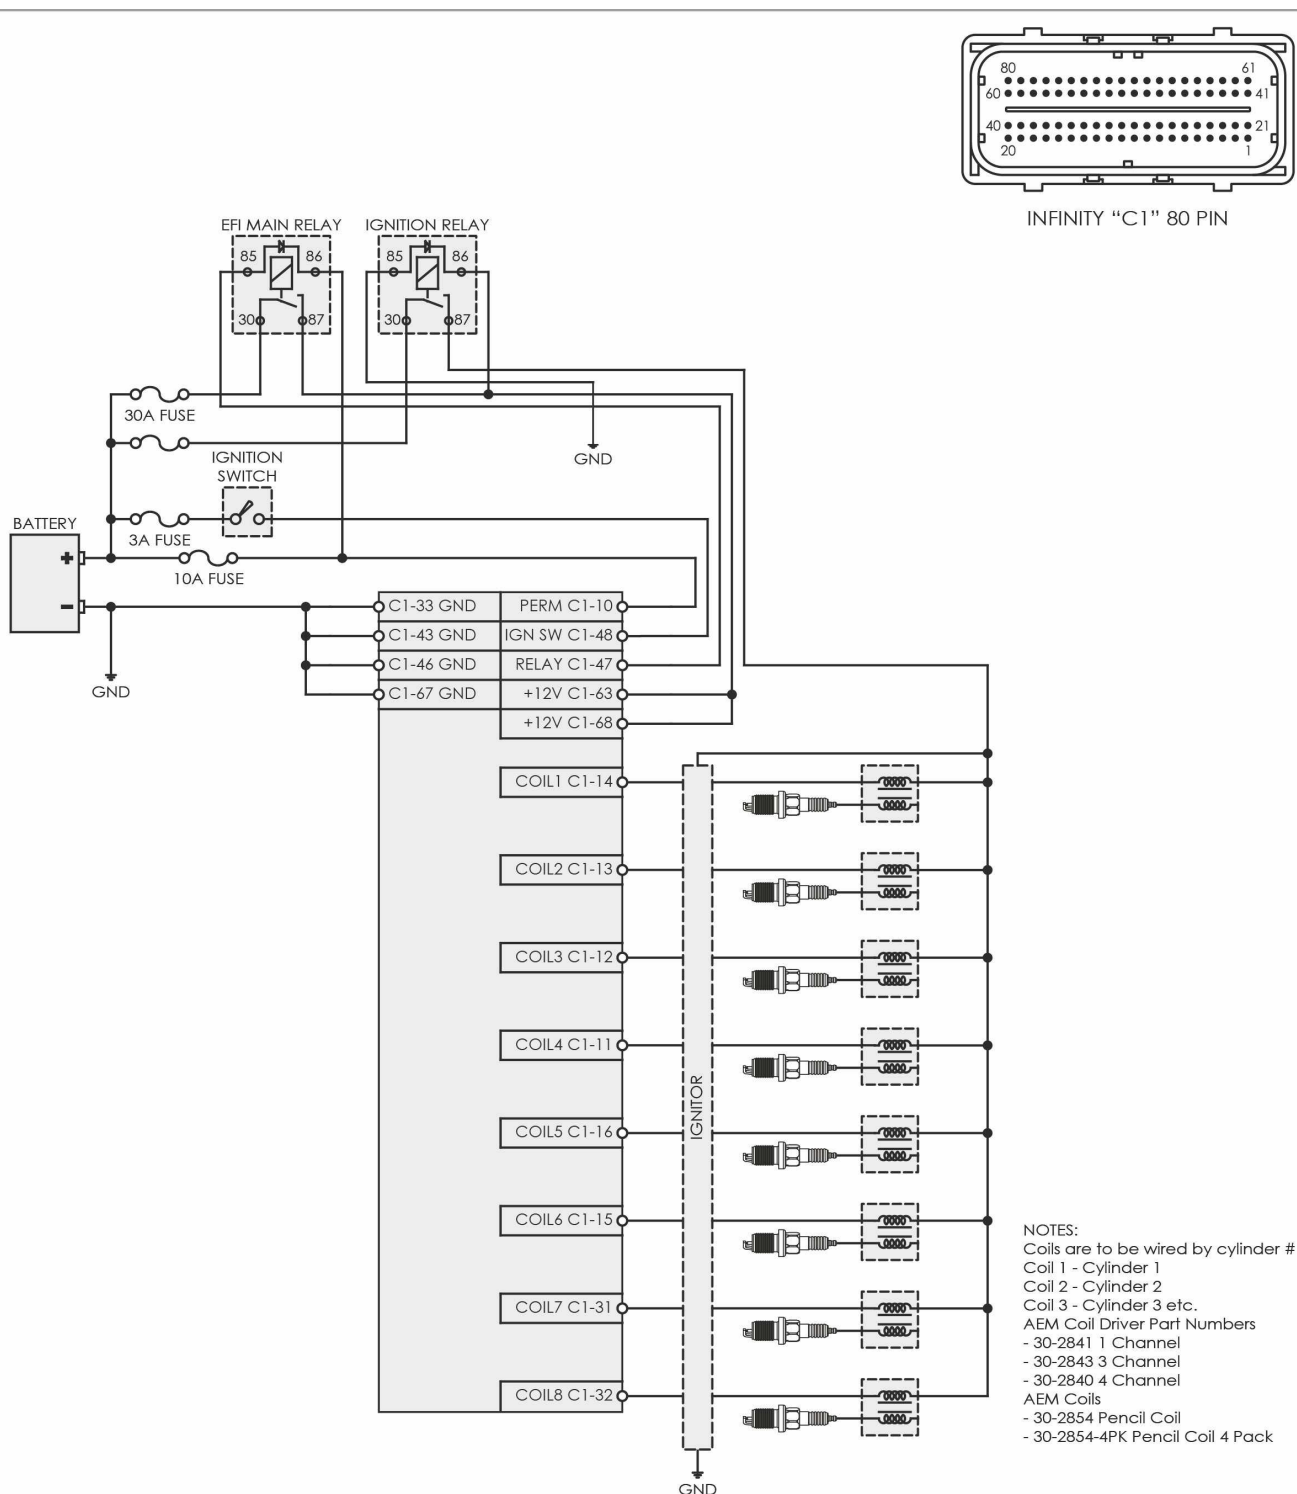 80
61
60
41
40
21
20
1
INFINITY “C1” 80 PIN
EFI MAIN RELAY
IGNITION RELAY
85
86
85
86
30
87
30
87
30A FUSE
GND
IGNITION
SWITCH
BATTERY
3A FUSE
+
10A FUSE
-
GND
C1-33 GND
PERM C1-10
C1-43 GND
IGN SW C1-48
C1-46 GND
RELAY C1-47
C1-67 GND
+12V C1-63
+12V C1-68
COIL1 C1-14
COIL2 C1-13
COIL3 C1-12
COIL4 C1-11
IGNITOR
COIL5 C1-16
COIL6 C1-15
COIL7 C1-31
COIL8 C1-32
GND
NOTES:
Coils are to be wired by cylinder #
Coil 1 - Cylinder 1
Coil 2 - Cylinder 2
Coil 3 - Cylinder 3 etc.
AEM Coil Driver Part Numbers
- 30-2841 1 Channel
- 30-2843 3 Channel
- 30-2840 4 Channel
AEM Coils
- 30-2854 Pencil Coil
- 30-2854-4PK Pencil Coil 4 Pack